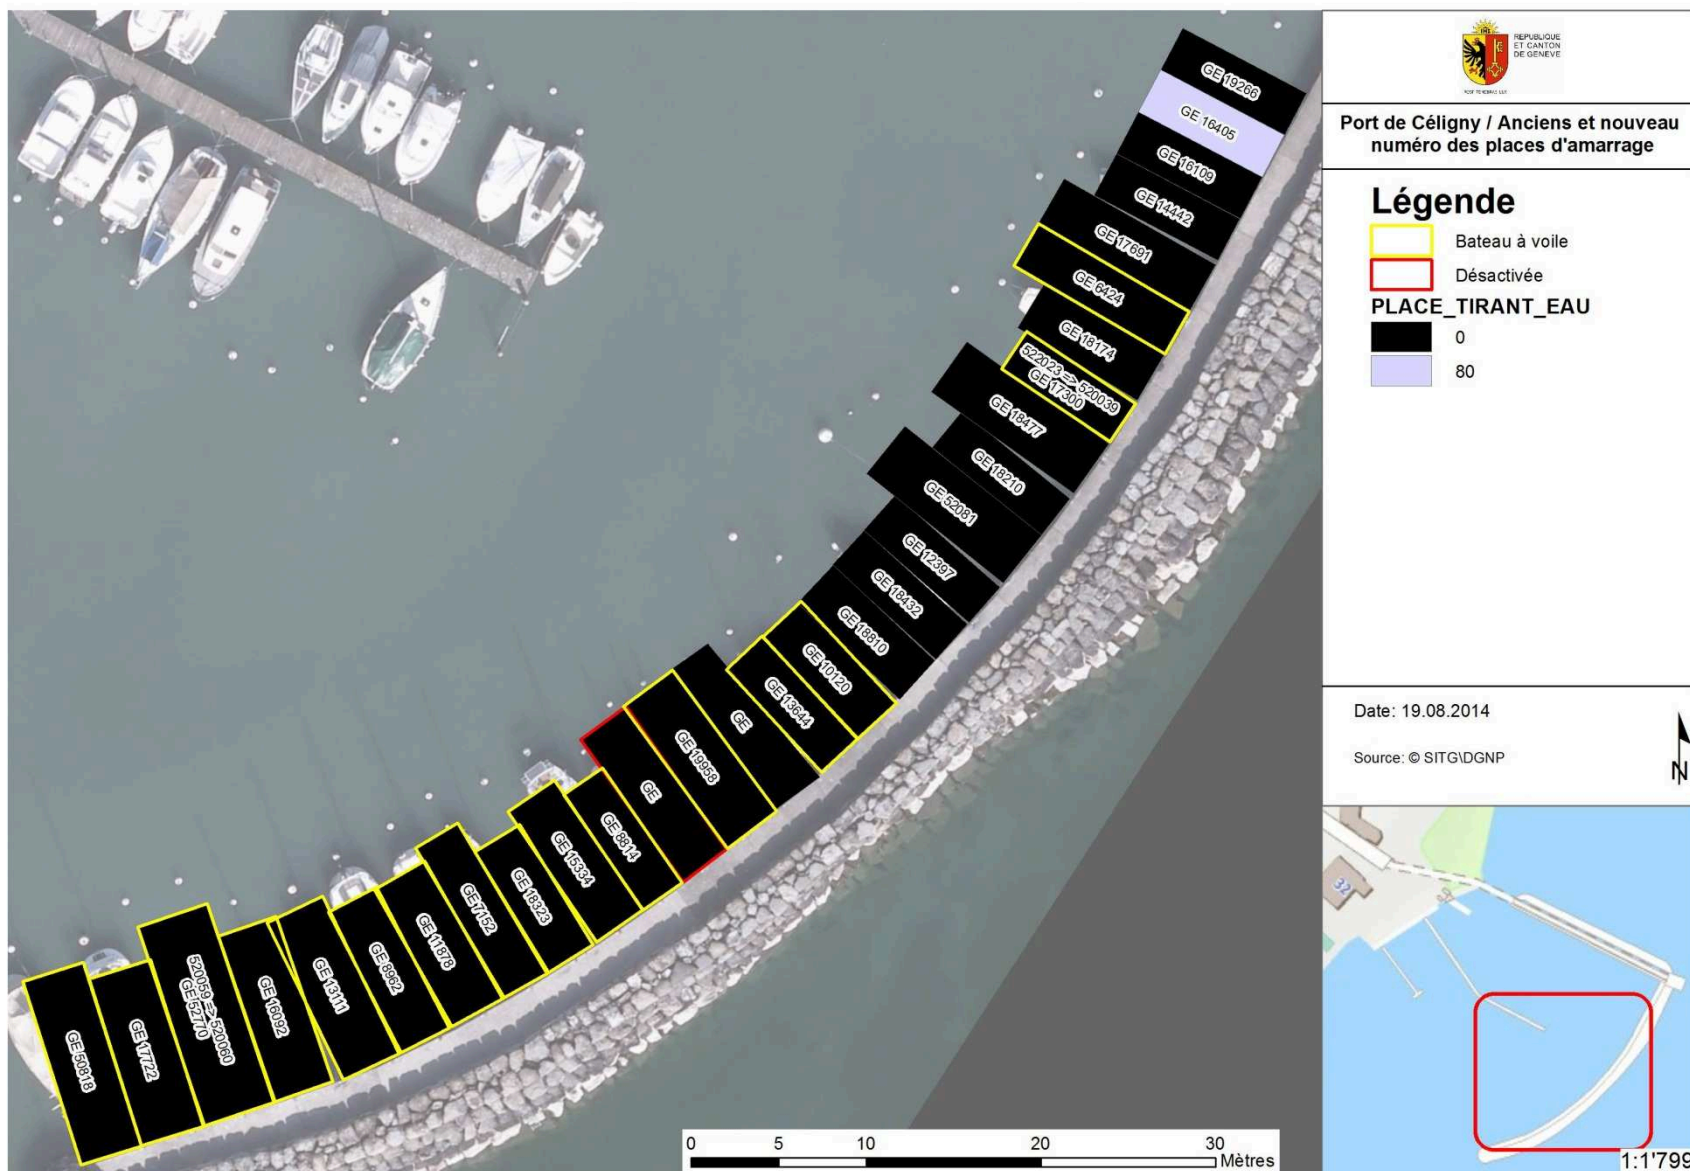 REPUBLIQUE
ET CANTON
DE GENEVE
POST TENEBRAS LUX
Port de Céligny / Anciens et nouveau
numéro des places d'amarrage
Légende
Bateau à voile
Désactivée
PLACE_TIRANT_EAU
0
80
Date: 19.08.2014
Source: © SITG\DGNP
N
32
1:1'799
GE 19266
GE 16405
GE 16109
GE 14442
GE 17691
GE 6424
GE 18174
522023 => 520039
GE 17300
GE 18477
GE 18210
GE 52081
GE 12397
GE 18432
GE 18810
GE 10120
GE 13644
GE
GE 19958
GE
GE 8814
GE 15334
GE 18323
GE 7152
GE 11878
GE 8962
GE 13111
GE 16092
520059 => 520060
GE 52770
GE 17722
GE 50818
0 5 10 20 30
Mètres